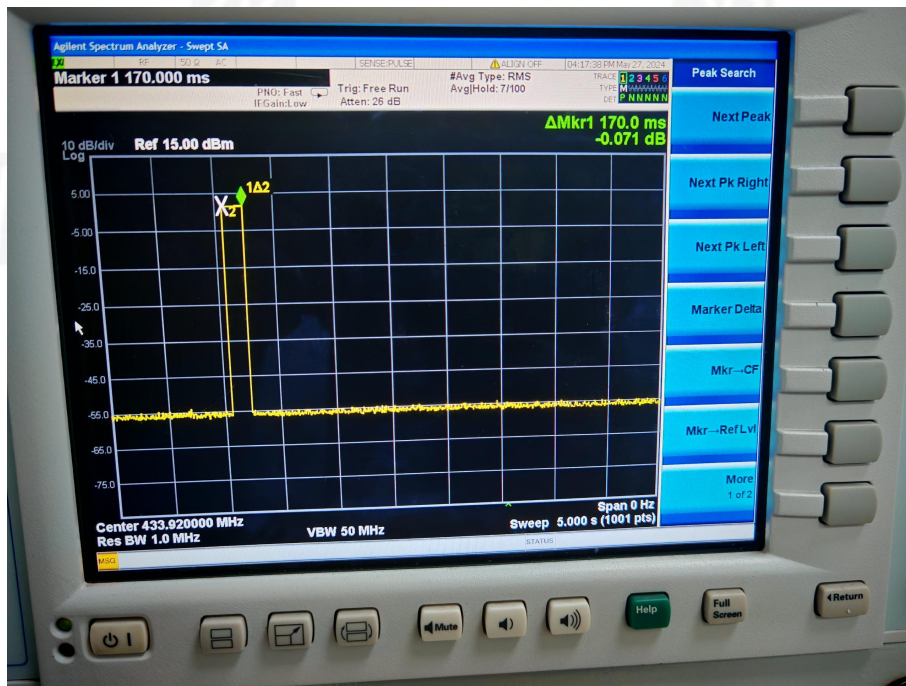 Agilent Spectrum Analyzer - Swept SA
RF 50 Ω AC SENSE:PULSE ALIGN OFF 04:17:38 PM May 27, 2024
Marker 1 170.000 ms
PNO: Fast
IFGain:Low
Trig: Free Run
Atten: 26 dB
#Avg Type: RMS
Avg|Hold: 7/100
TRACE 1 2 3 4 5 6
TYPE M
DET P N N N N N
Peak Search
ΔMkr1 170.0 ms
-0.071 dB
10 dB/div Ref 15.00 dBm
Log
5.00
-5.00
-15.0
-25.0
-35.0
-45.0
-55.0
-65.0
-75.0
1Δ2
X2
Center 433.920000 MHz
Res BW 1.0 MHz
VBW 50 MHz
Span 0 Hz
Sweep 5.000 s (1001 pts)
MSG
STATUS
Next Peak
Next Pk Right
Next Pk Left
Marker Delta
Mkr→CF
Mkr→Ref Lvl
More
1 of 2
Mute
Help
Full
Screen
Return